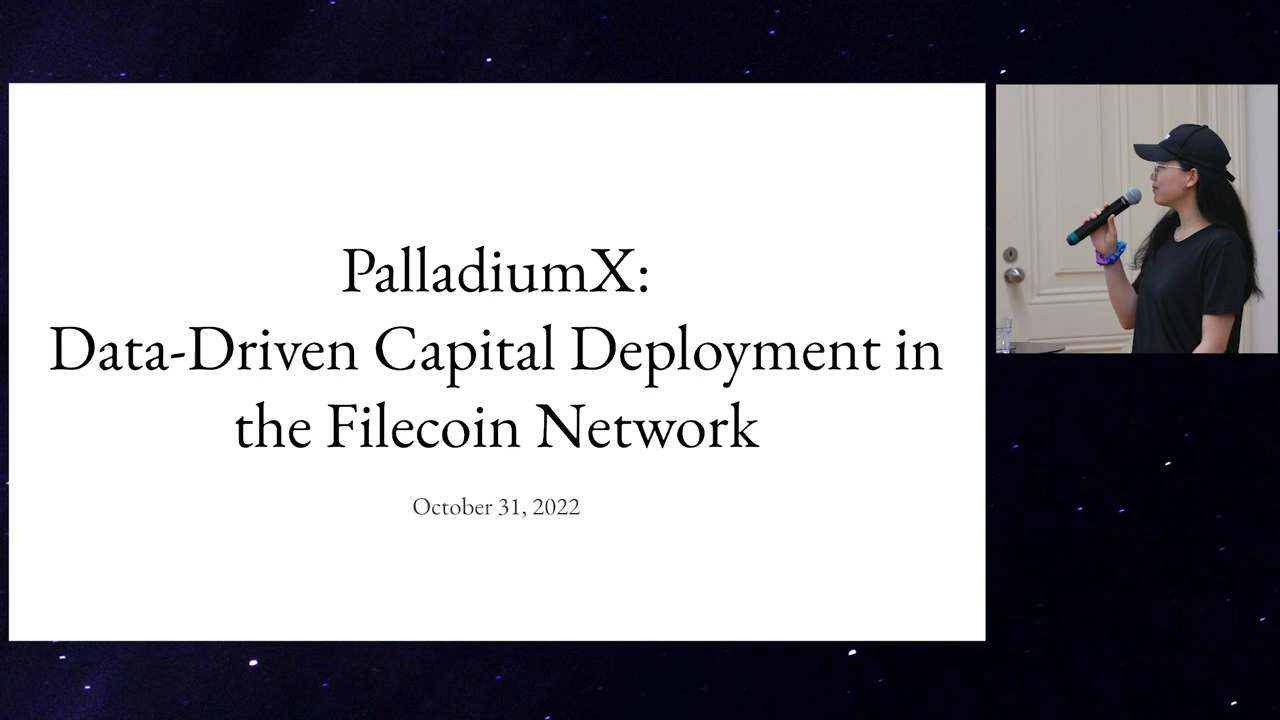 PalladiumX:
Data-Driven Capital Deployment in
the Filecoin Network
October 31, 2022